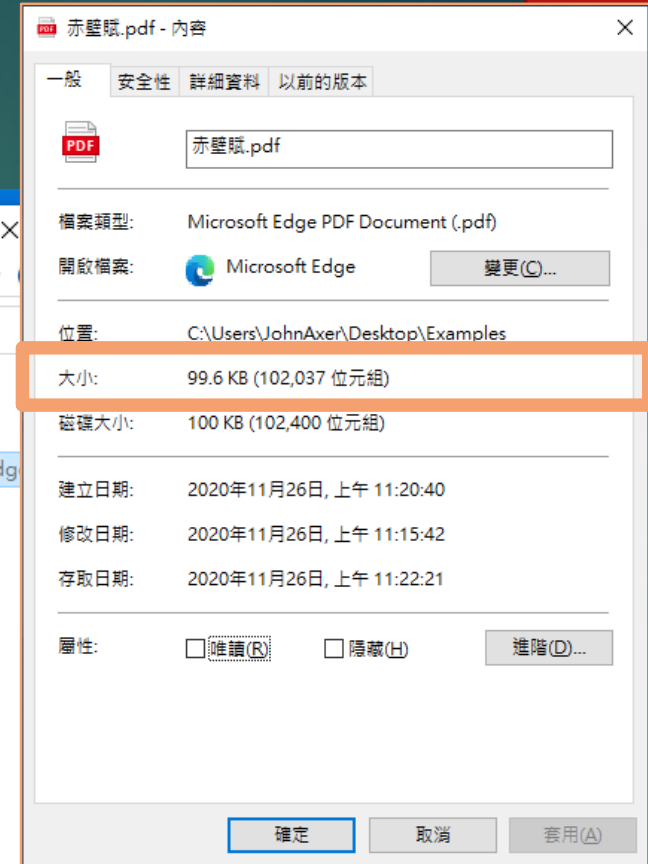 赤壁賦.pdf - 內容
一般 安全性 詳細資料 以前的版本
PDF
赤壁賦.pdf
檔案類型: Microsoft Edge PDF Document (.pdf)
開啟檔案: Microsoft Edge 變更(C)...
位置: C:\Users\JohnAxer\Desktop\Examples
大小: 99.6 KB (102,037 位元組)
磁碟大小: 100 KB (102,400 位元組)
建立日期: 2020年11月26日, 上午 11:20:40
修改日期: 2020年11月26日, 上午 11:15:42
存取日期: 2020年11月26日, 上午 11:22:21
屬性: 唯讀(R) 隱藏(H) 進階(D)...
確定 取消 套用(A)